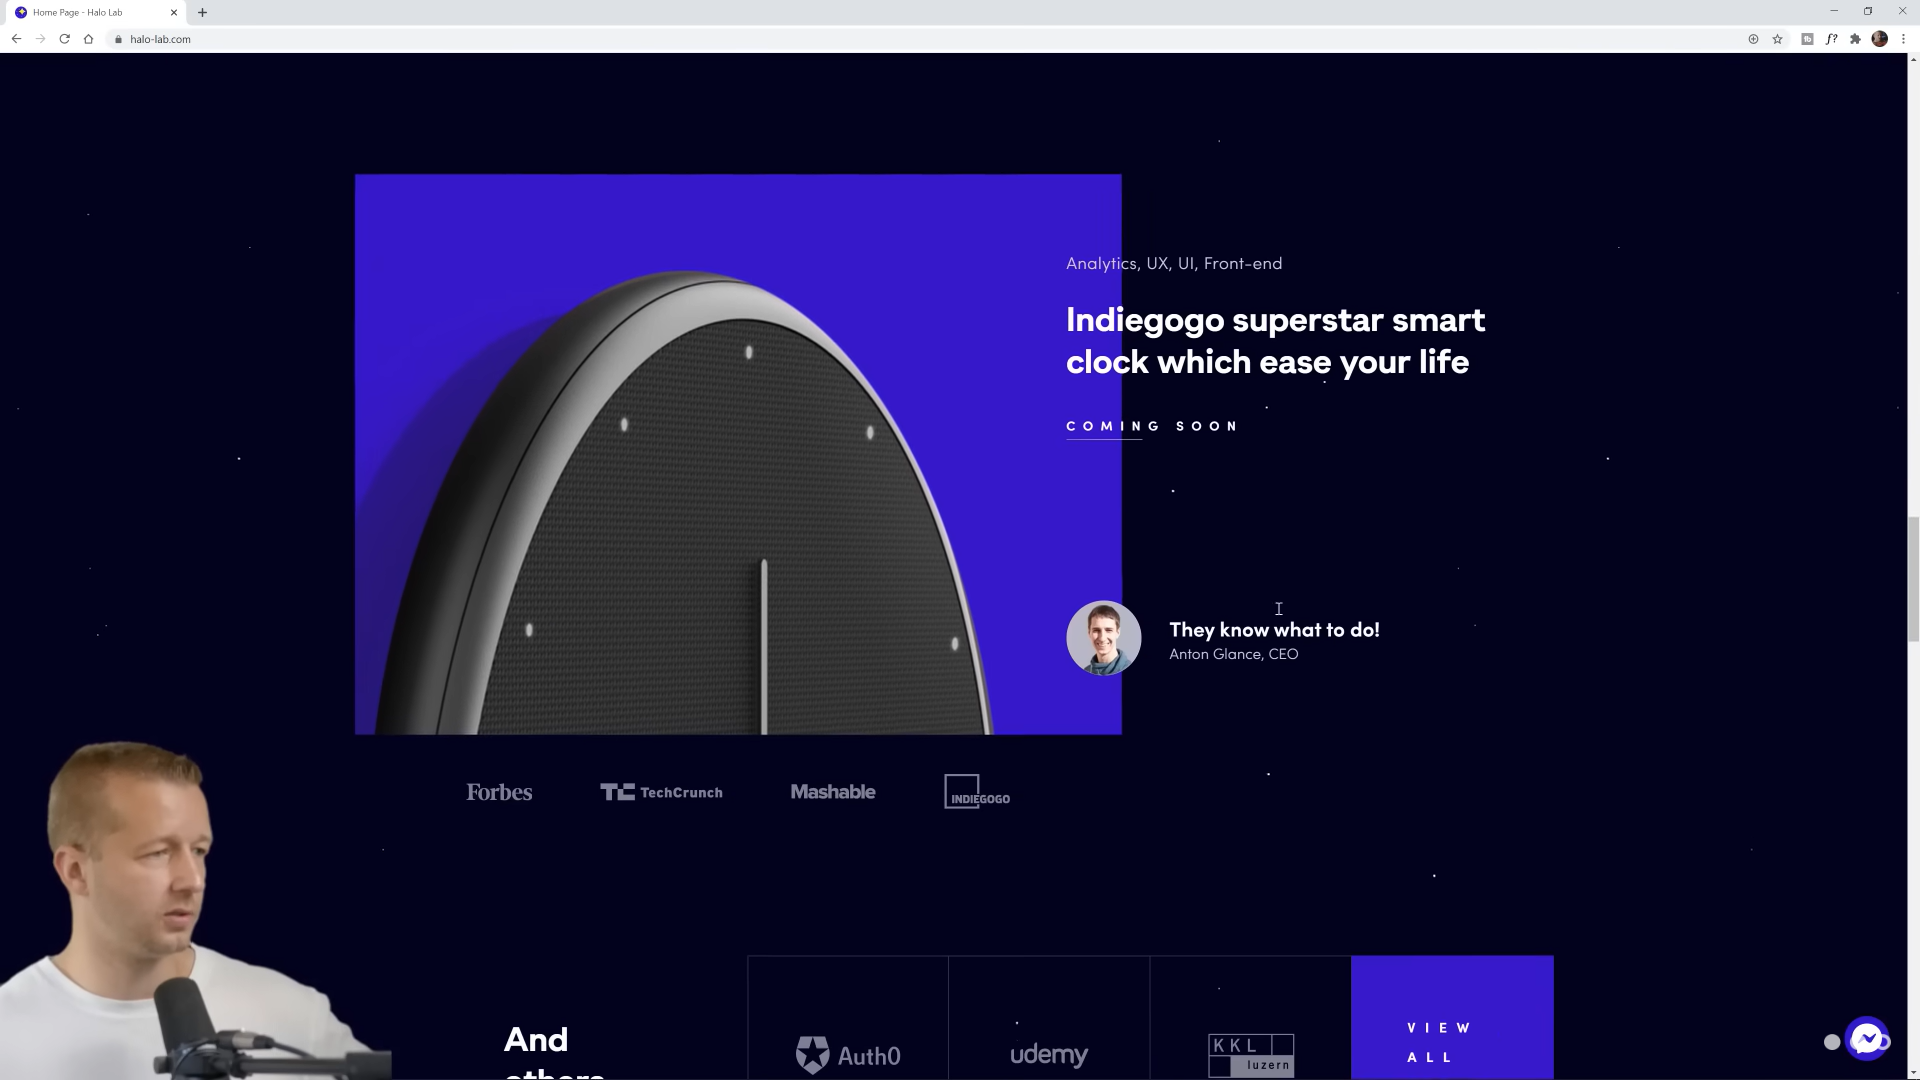 Home Page - Halo Lab
halo-lab.com
f?
Analytics, UX, UI, Front-end
Indiegogo superstar smart
clock which ease your life
COMING SOON
They know what to do!
Anton Glance, CEO
Forbes
TC TechCrunch
Mashable
INDIEGOGO
And
others
Auth0
udemy
KKL
luzern
VIEW
ALL